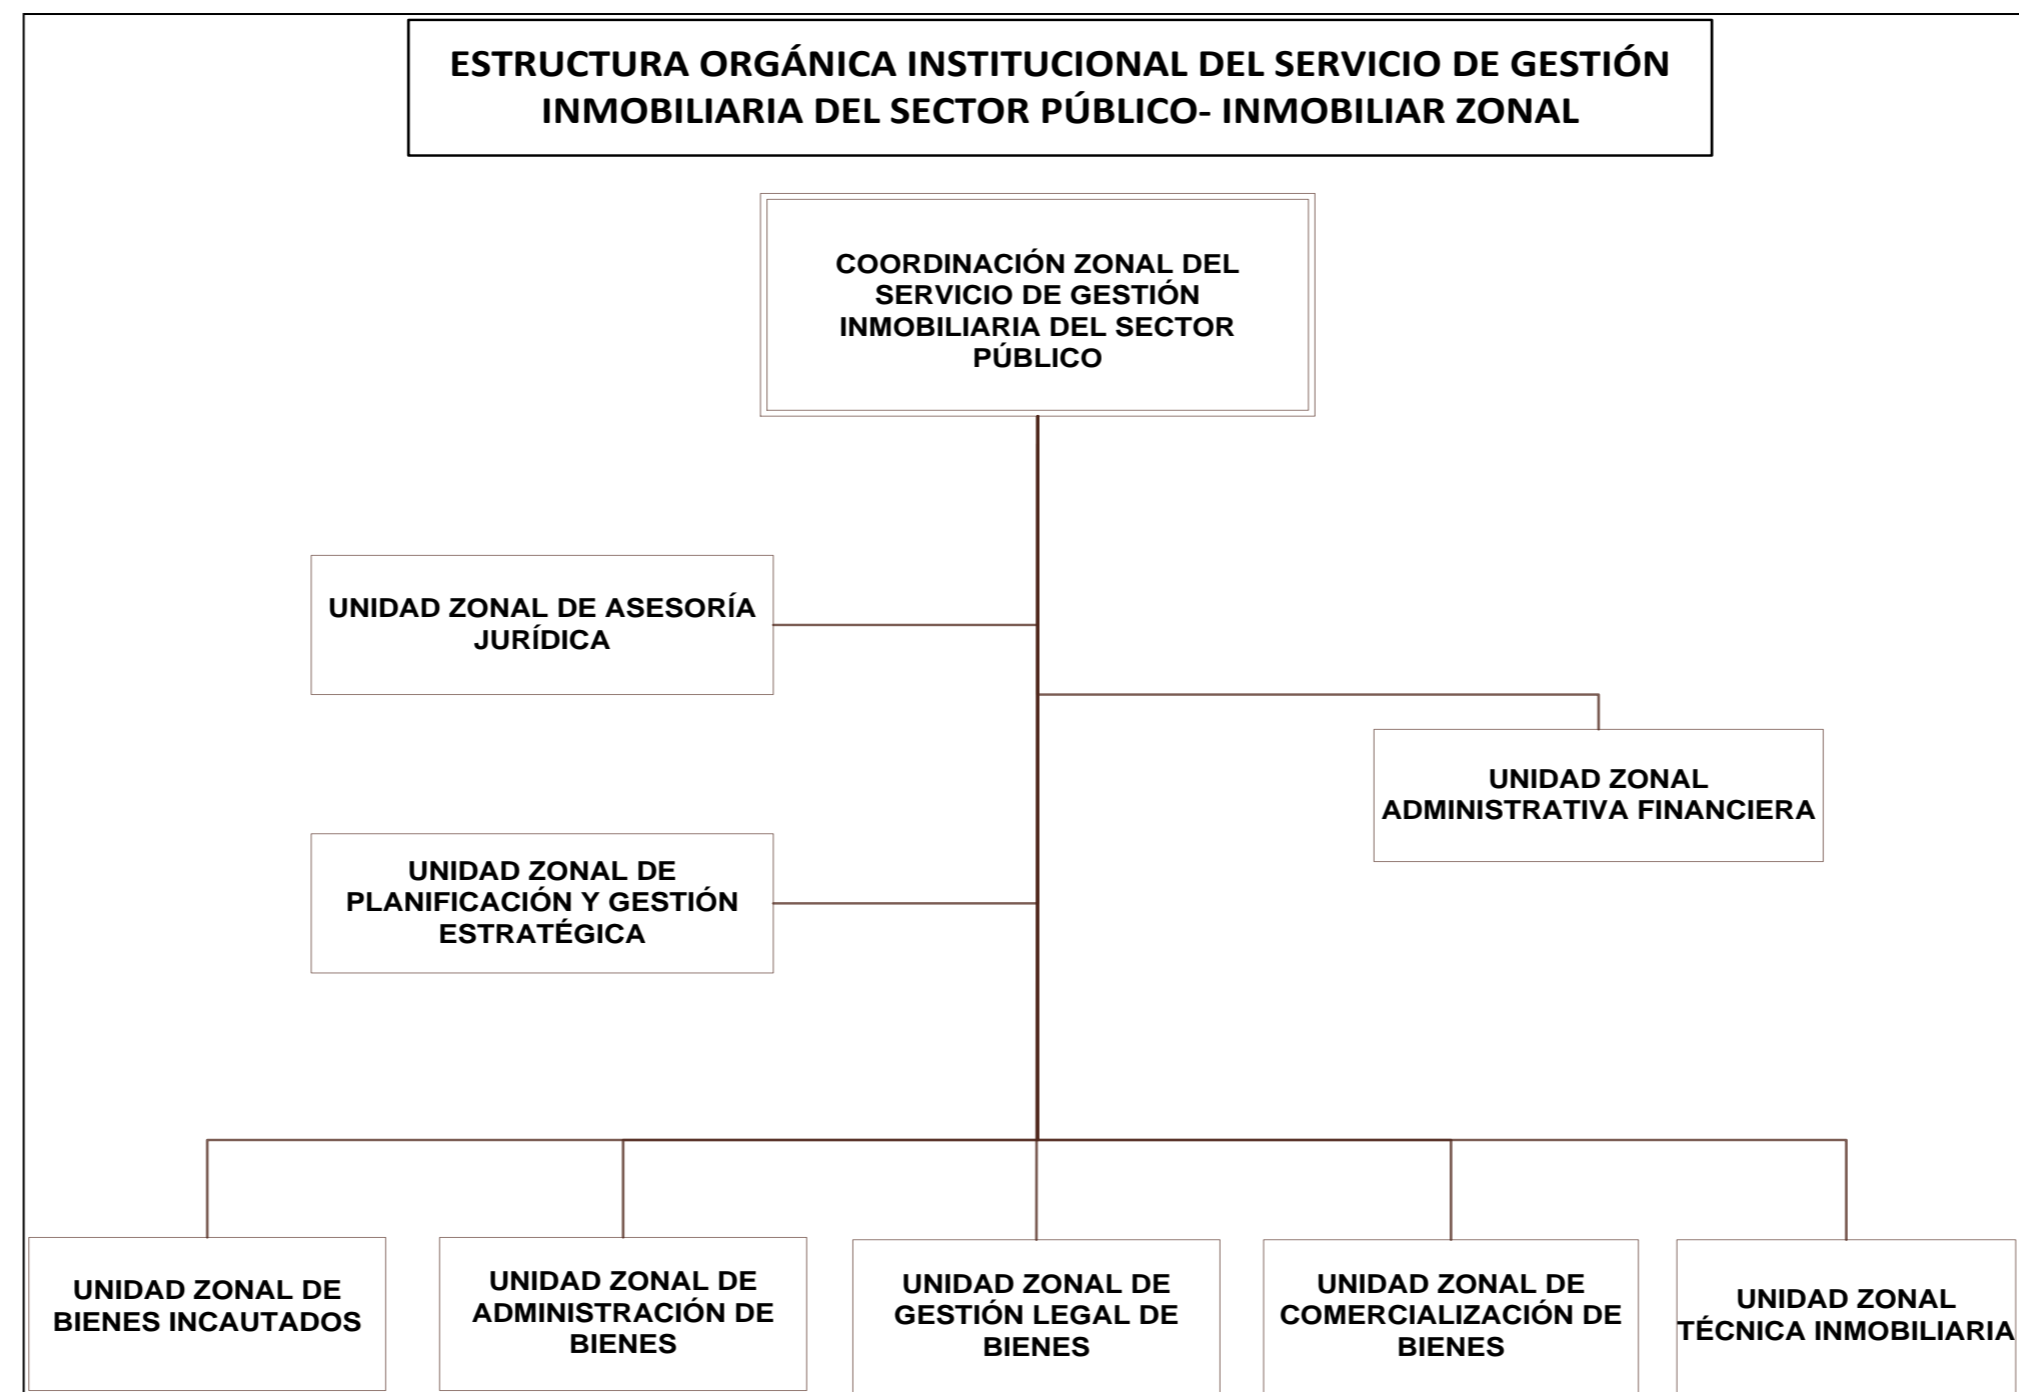 ESTRUCTURA ORGÁNICA INSTITUCIONAL DEL SERVICIO DE GESTIÓN
INMOBILIARIA DEL SECTOR PÚBLICO- INMOBILIAR ZONAL
COORDINACIÓN ZONAL DEL
SERVICIO DE GESTIÓN
INMOBILIARIA DEL SECTOR
PÚBLICO
UNIDAD ZONAL DE ASESORÍA
JURÍDICA
UNIDAD ZONAL
ADMINISTRATIVA FINANCIERA
UNIDAD ZONAL DE
PLANIFICACIÓN Y GESTIÓN
ESTRATÉGICA
UNIDAD ZONAL DE
BIENES INCAUTADOS
UNIDAD ZONAL DE
ADMINISTRACIÓN DE
BIENES
UNIDAD ZONAL DE
GESTIÓN LEGAL DE
BIENES
UNIDAD ZONAL DE
COMERCIALIZACIÓN DE
BIENES
UNIDAD ZONAL
TÉCNICA INMOBILIARIA